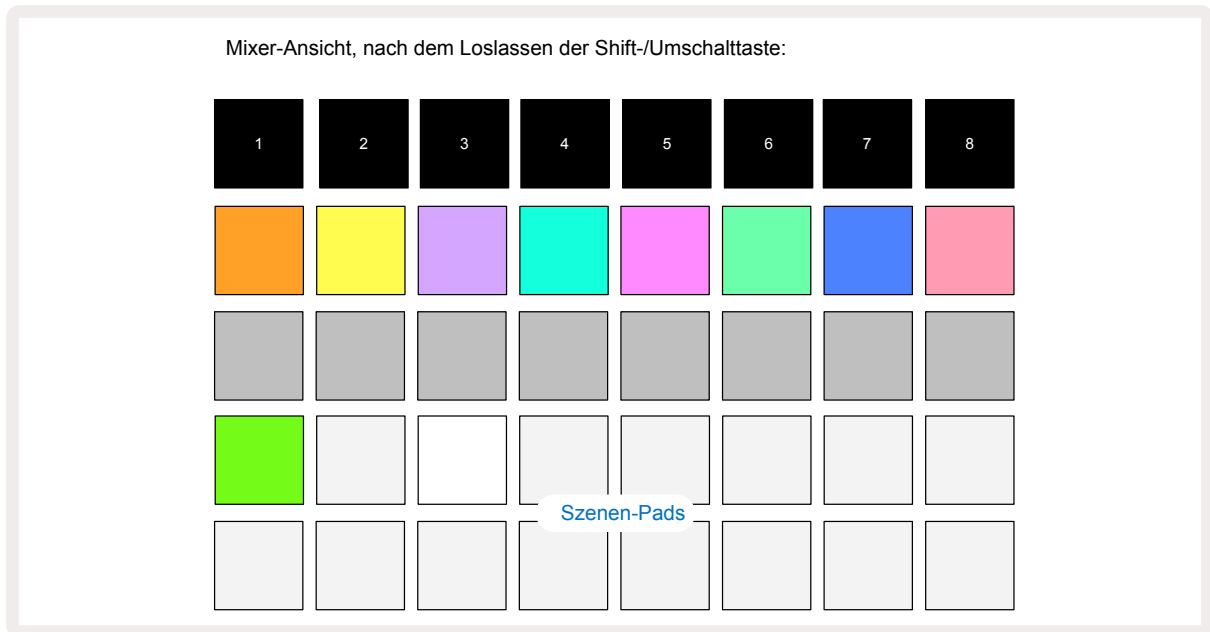 Mixer-Ansicht, nach dem Loslassen der Shift-/Umschalttaste:
1 2 3 4 5 6 7 8
Szenen-Pads